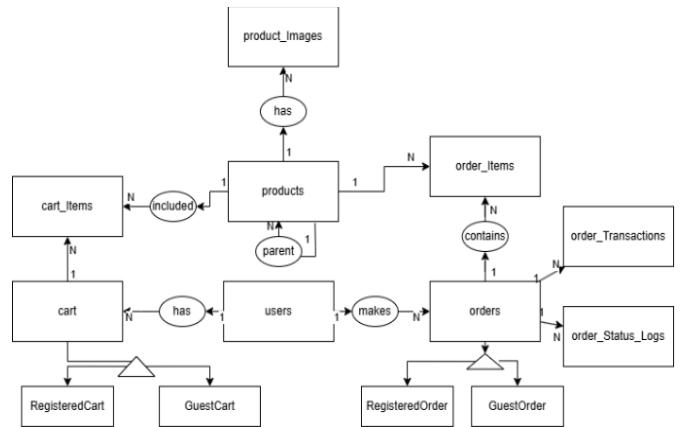 product_Images
N
has
1
products
1
1
N
order_Items
cart_Items
N
included
N
1
parent
N
contains
order_Transactions
N
1
1
N
1
cart
N
has
1
users
1
makes
N
orders
1
N
order_Status_Logs
RegisteredCart
GuestCart
RegisteredOrder
GuestOrder